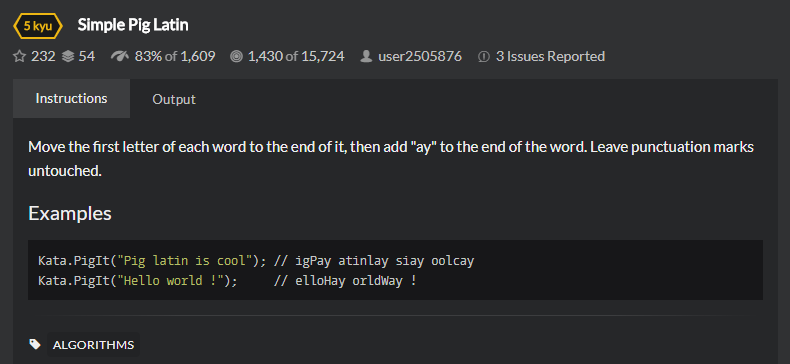 5 kyu Simple Pig Latin
232 54 83% of 1,609 1,430 of 15,724 user2505876 3 Issues Reported
Instructions Output
Move the first letter of each word to the end of it, then add "ay" to the end of the word. Leave punctuation marks
untouched.
Examples
Kata.PigIt("Pig latin is cool"); // igPay atinlay siay oolcay
Kata.PigIt("Hello world !");     // elloHay orldWay !
ALGORITHMS